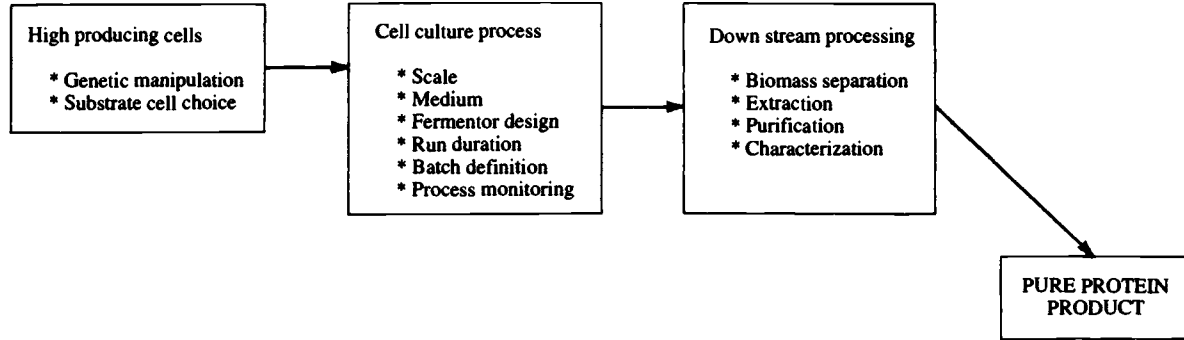 High producing cells
* Genetic manipulation
* Substrate cell choice
Cell culture process
* Scale
* Medium
* Fermentor design
* Run duration
* Batch definition
* Process monitoring
Down stream processing
* Biomass separation
* Extraction
* Purification
* Characterization
PURE PROTEIN
PRODUCT